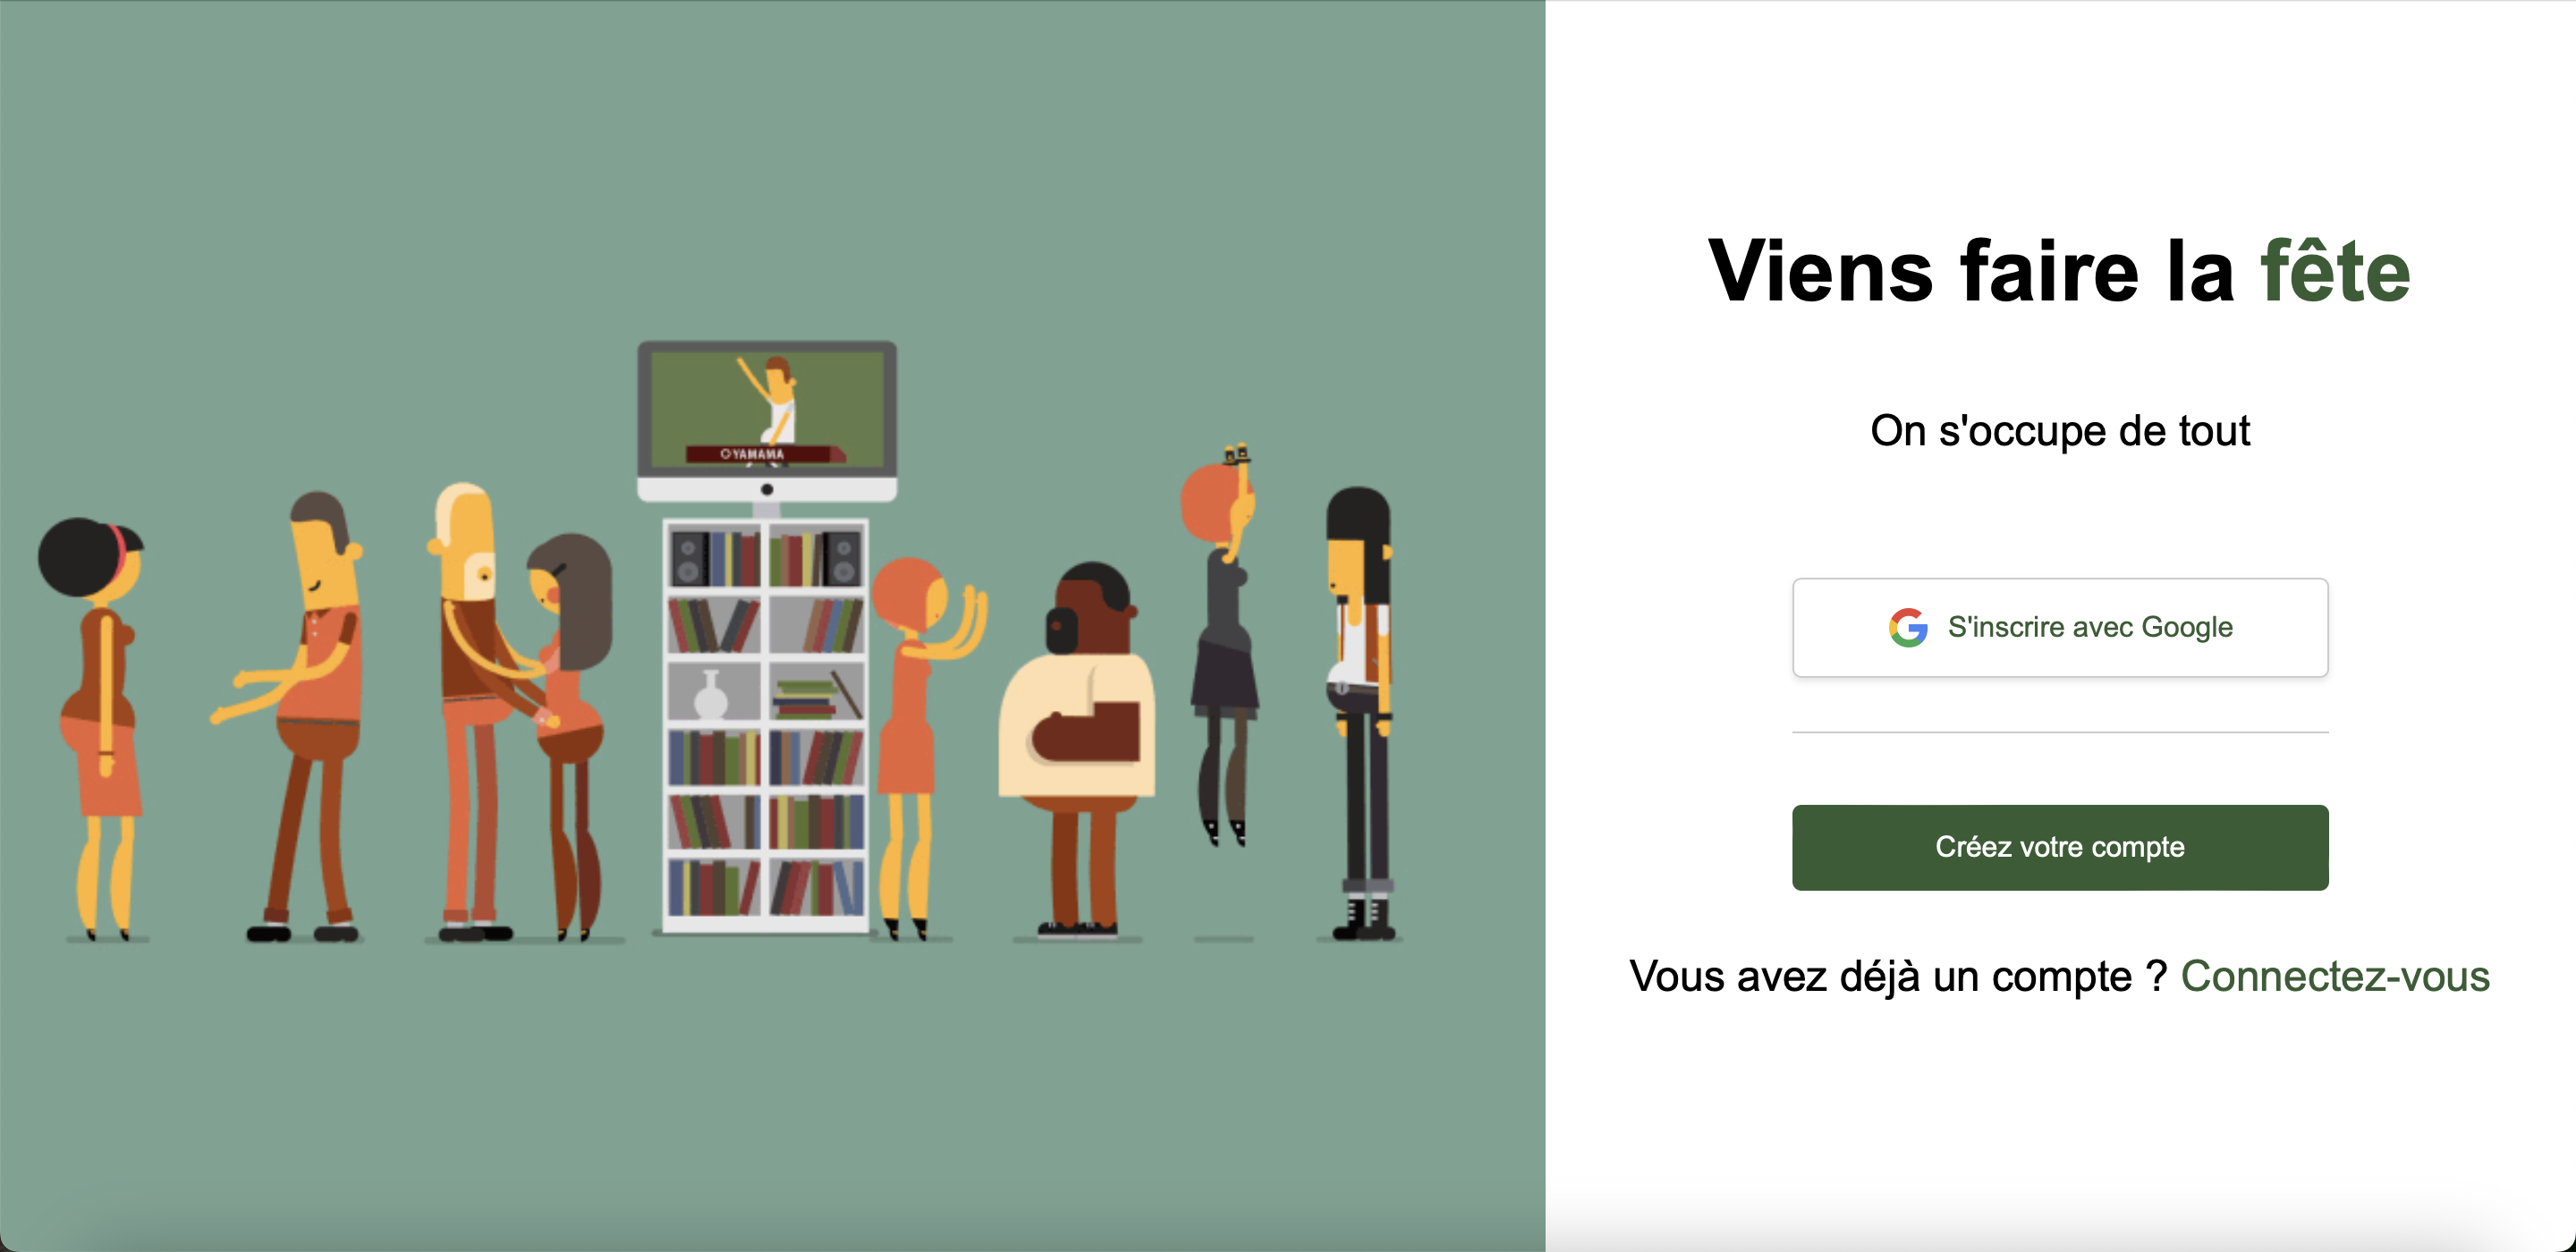 YAMAMA
Viens faire la fête
On s'occupe de tout
S'inscrire avec Google
Créez votre compte
Vous avez déjà un compte ? Connectez-vous